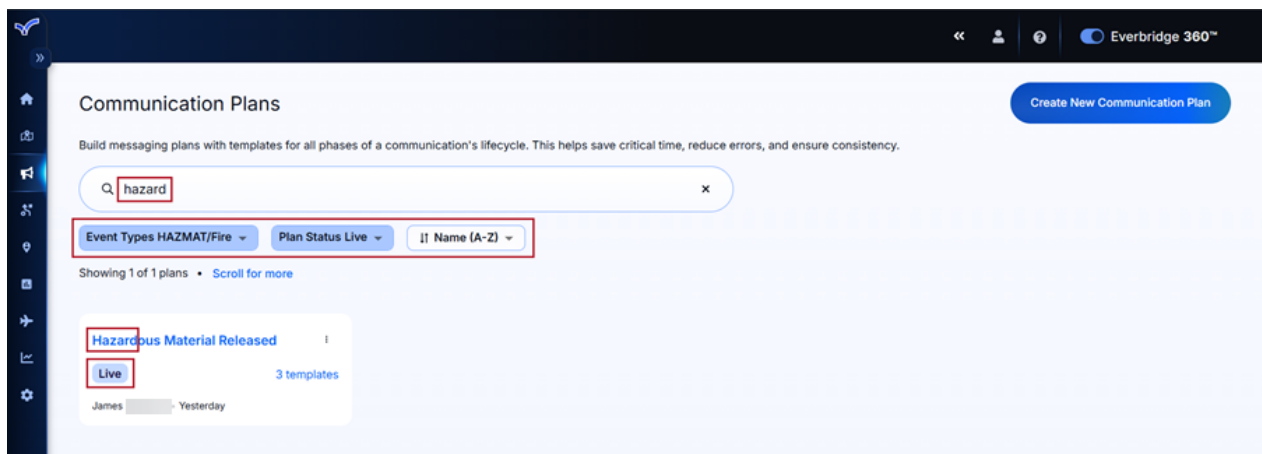 Everbridge 360™
Communication Plans
Create New Communication Plan
Build messaging plans with templates for all phases of a communication's lifecycle. This helps save critical time, reduce errors, and ensure consistency.
hazard
Event Types HAZMAT/Fire
Plan Status Live
Name (A-Z)
Showing 1 of 1 plans • Scroll for more
Hazardous Material Released
Live
3 templates
James - Yesterday